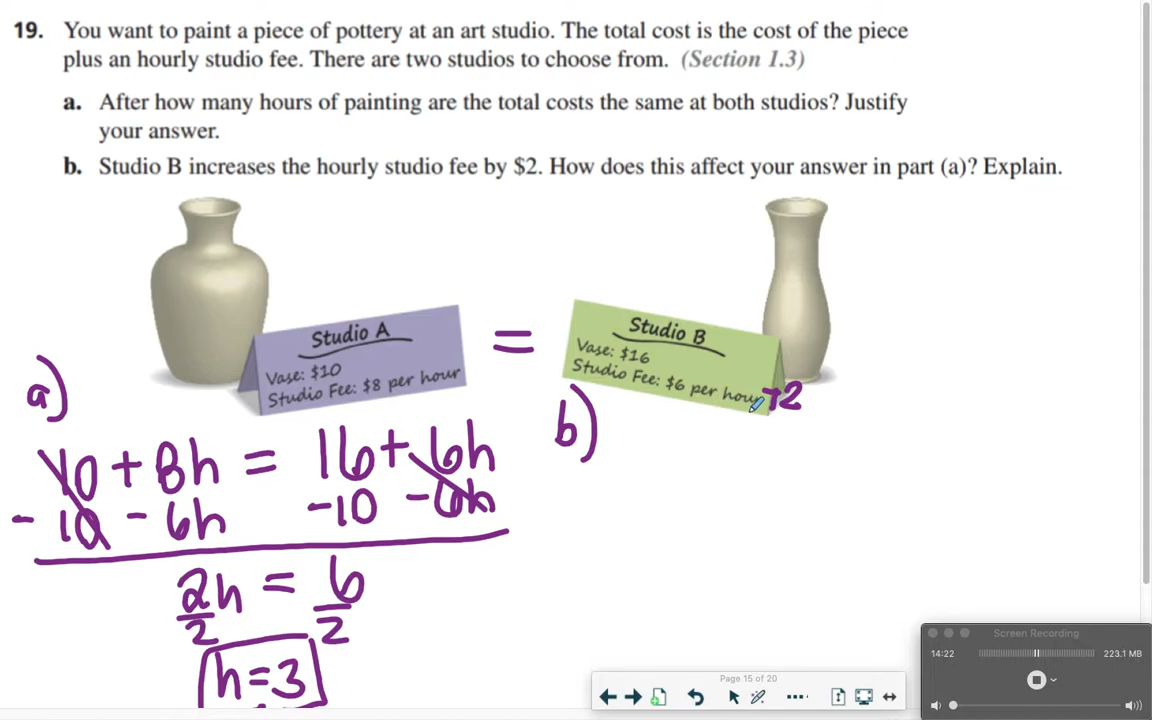 19. You want to paint a piece of pottery at an art studio. The total cost is the cost of the piece
plus an hourly studio fee. There are two studios to choose from. (Section 1.3)
a. After how many hours of painting are the total costs the same at both studios? Justify
your answer.
b. Studio B increases the hourly studio fee by $2. How does this affect your answer in part (a)? Explain.
Studio A
Vase: $10
Studio Fee: $8 per hour
=
Studio B
Vase: $16
Studio Fee: $6 per hour +2
a)
10 + 8h = 16 + 6h
- 10 - 6h -10 - 6h
2h = 6
2 2
h = 3
b)
Screen Recording
14:22 223.1 MB
Page 15 of 20